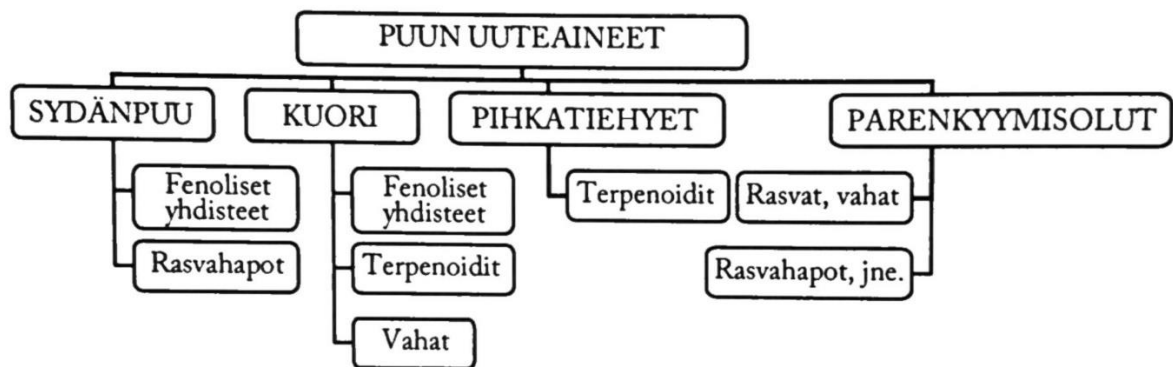 PUUN UUTEAINEET
SYDÄNPUU
KUORI
PIHKATIEHYET
PARENKYYMISOLUT
Fenoliset
yhdisteet
Rasvahapot
Fenoliset
yhdisteet
Terpenoidit
Vahat
Terpenoidit
Rasvat, vahat
Rasvahapot, jne.